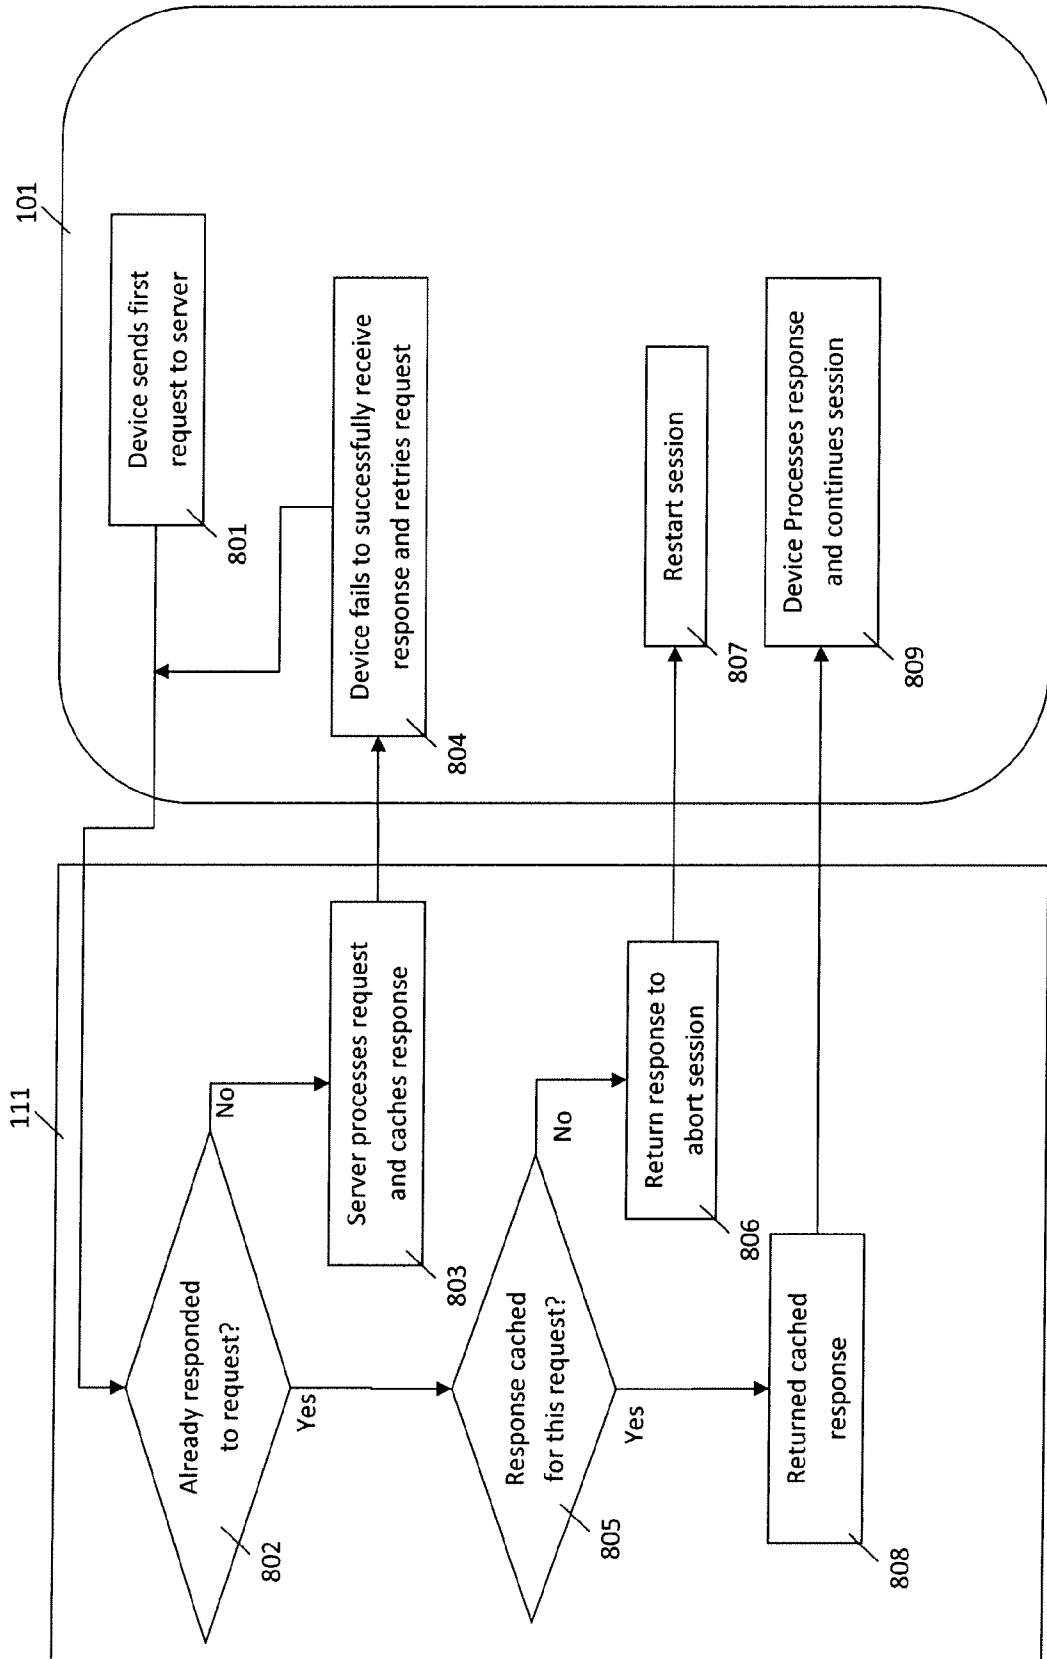 111
101
Device sends first
request to server
801
Already responded
to request?
802
No
Yes
Server processes request
and caches response
803
Device fails to successfully receive
response and retries request
804
Response cached
for this request?
805
No
Yes
Return response to
abort session
806
Restart session
807
Returned cached
response
808
Device Processes response
and continues session
809